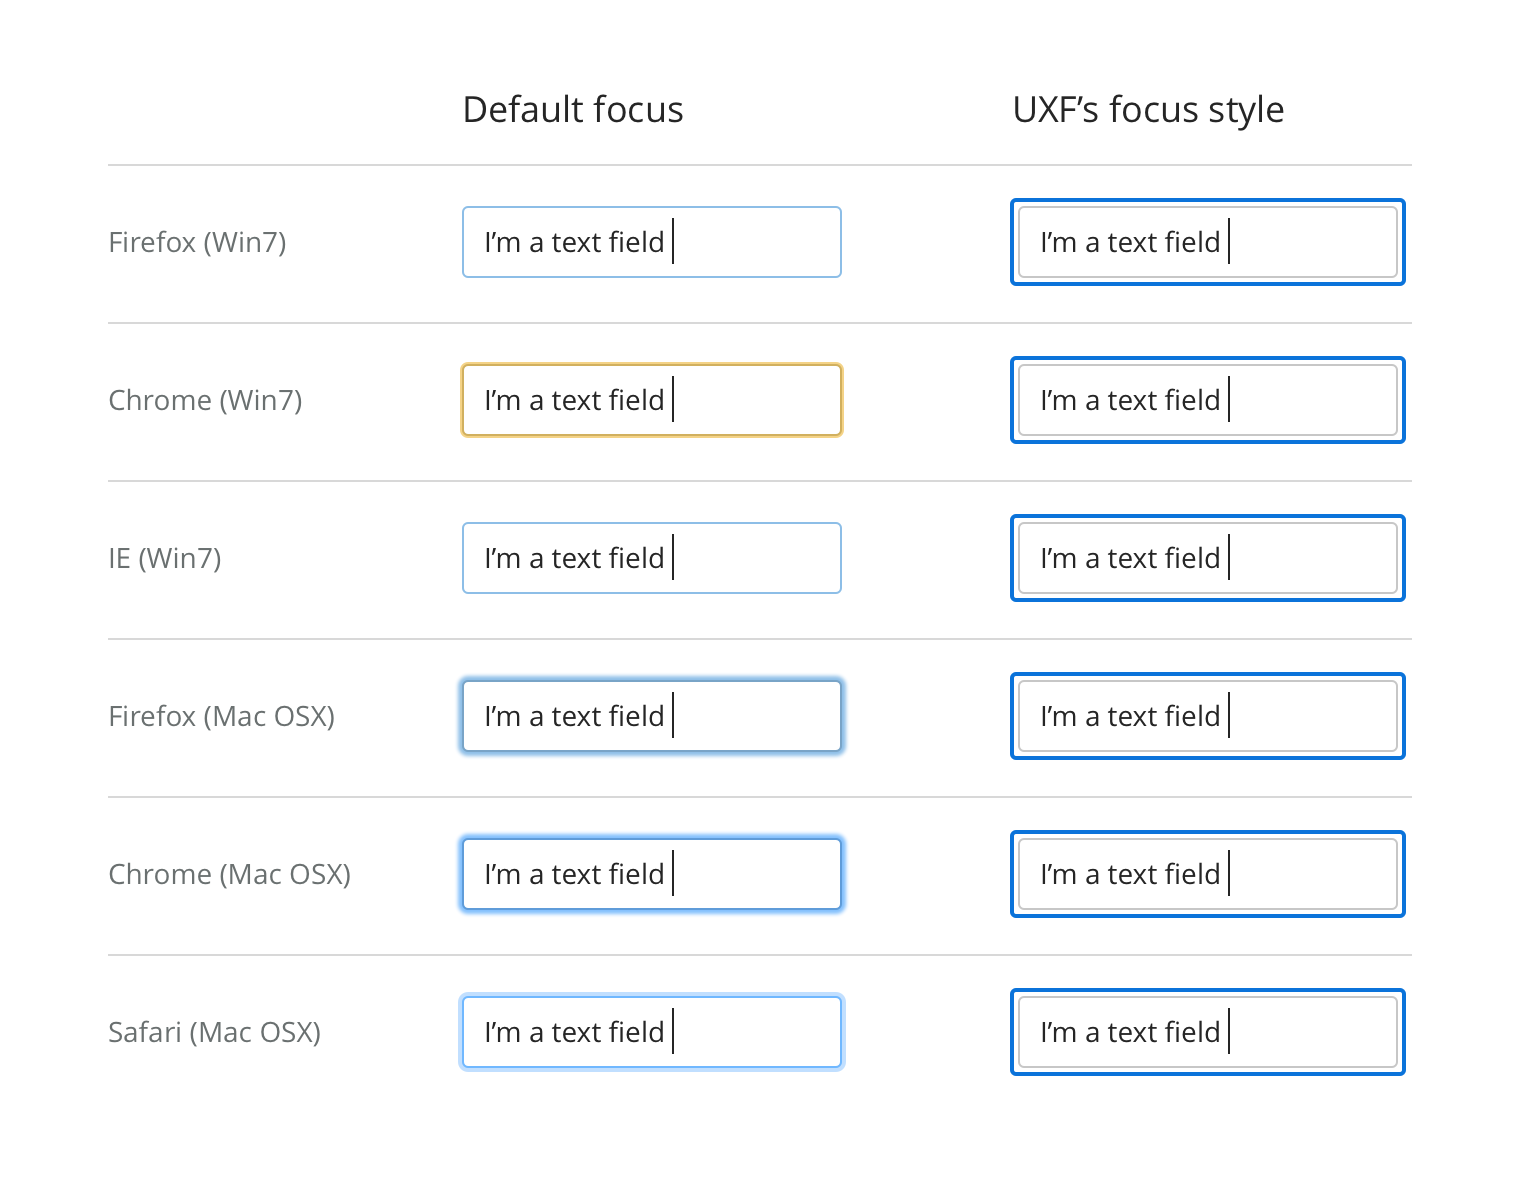 Default focus UXF’s focus style
Firefox (Win7) I’m a text field I’m a text field
Chrome (Win7) I’m a text field I’m a text field
IE (Win7) I’m a text field I’m a text field
Firefox (Mac OSX) I’m a text field I’m a text field
Chrome (Mac OSX) I’m a text field I’m a text field
Safari (Mac OSX) I’m a text field I’m a text field